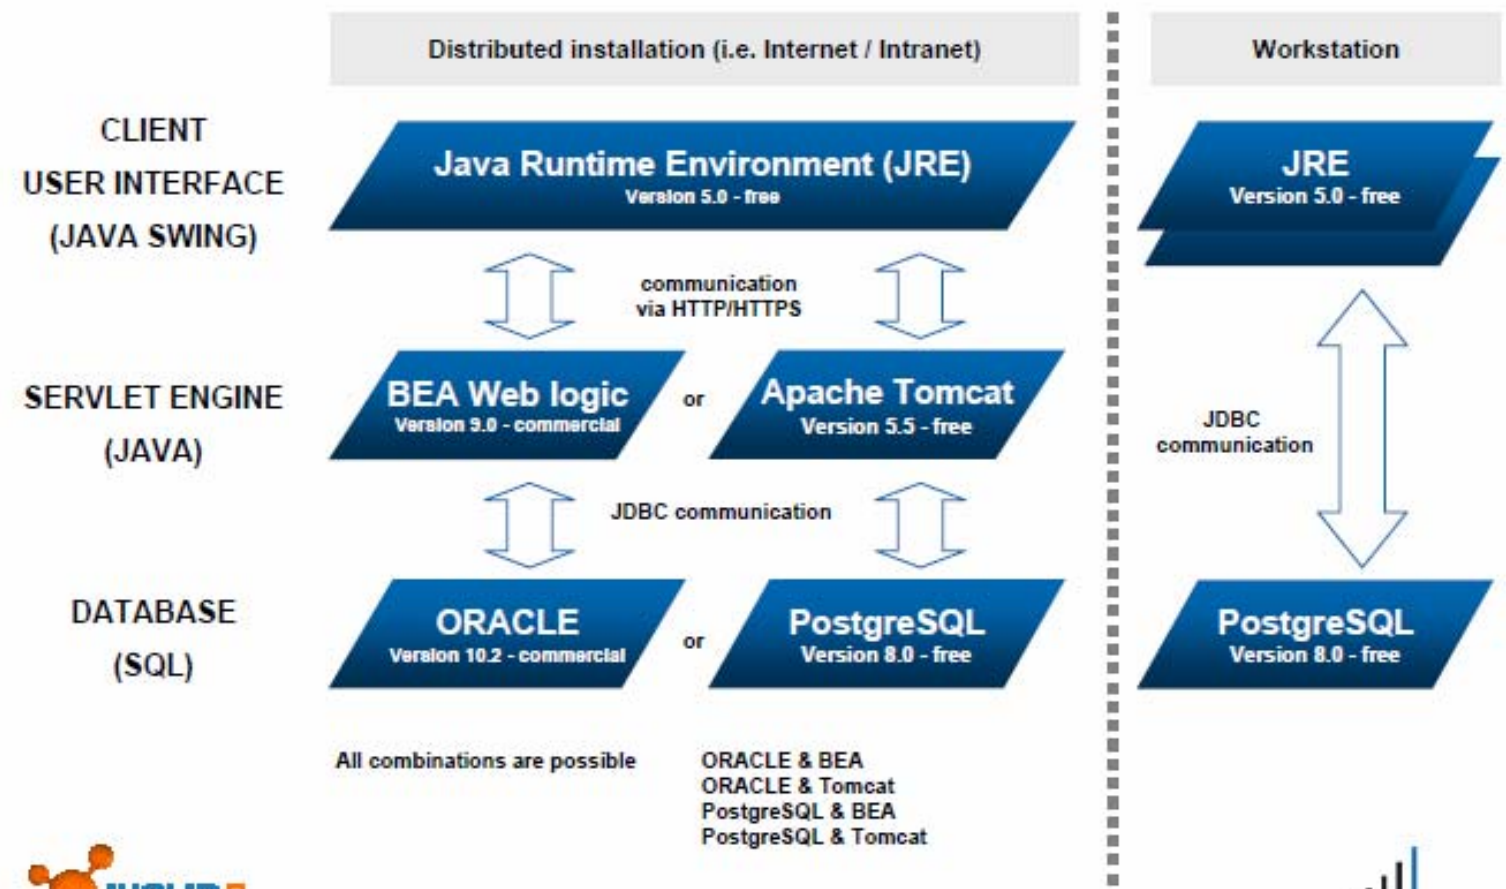 Distributed installation (i.e. Internet / Intranet)
Workstation
CLIENT
USER INTERFACE
(JAVA SWING)
Java Runtime Environment (JRE)
Version 5.0 - free
JRE
Version 5.0 - free
communication
via HTTP/HTTPS
SERVLET ENGINE
(JAVA)
BEA Web logic
Version 9.0 - commercial
or
Apache Tomcat
Version 5.5 - free
JDBC
communication
JDBC communication
DATABASE
(SQL)
ORACLE
Version 10.2 - commercial
or
PostgreSQL
Version 8.0 - free
PostgreSQL
Version 8.0 - free
All combinations are possible
ORACLE & BEA
ORACLE & Tomcat
PostgreSQL & BEA
PostgreSQL & Tomcat